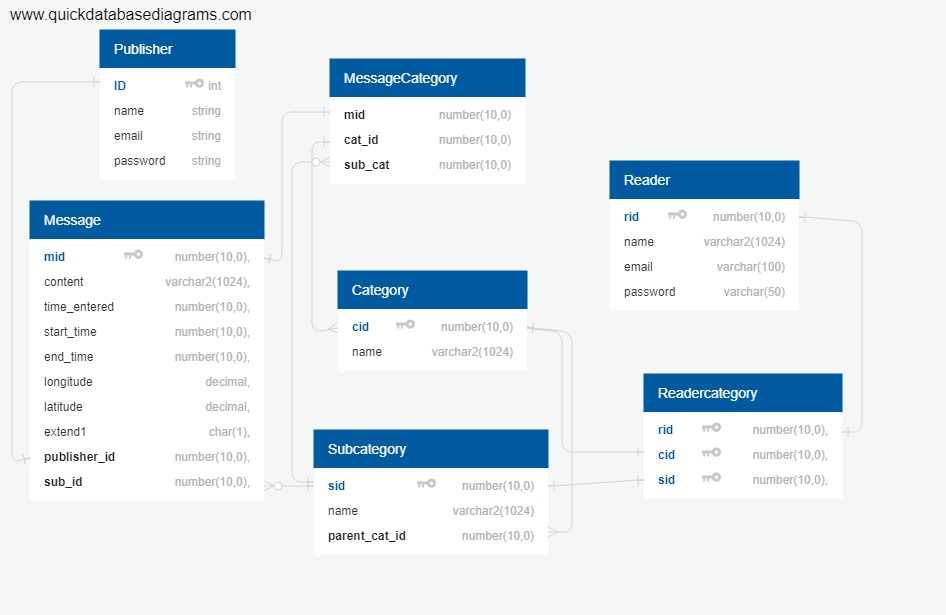 www.quickdatabasediagrams.com
Publisher
ID int
name string
email string
password string
Message
mid number(10,0),
content varchar2(1024),
time_entered number(10,0),
start_time number(10,0),
end_time number(10,0),
longitude decimal,
latitude decimal,
extend1 char(1),
publisher_id number(10,0),
sub_id number(10,0),
MessageCategory
mid number(10,0)
cat_id number(10,0)
sub_cat number(10,0)
Category
cid number(10,0)
name varchar2(1024)
Subcategory
sid number(10,0)
name varchar2(1024)
parent_cat_id number(10,0)
Reader
rid number(10,0)
name varchar2(1024)
email varchar(100)
password varchar(50)
Readercategory
rid number(10,0),
cid number(10,0),
sid number(10,0),